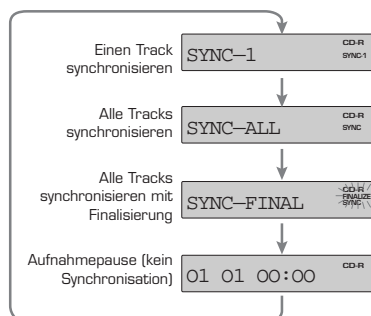 Einen Track
synchronisieren
SYNC–1
CD-R
SYNC-1
Alle Tracks
synchronisieren
SYNC–ALL
CD-R
SYNC
Alle Tracks
synchronisieren mit
Finalisierung
SYNC–FINAL
CD-R
FINALIZE
SYNC
Aufnahmepause (kein
Synchronisation)
01 01 00:00
CD-R